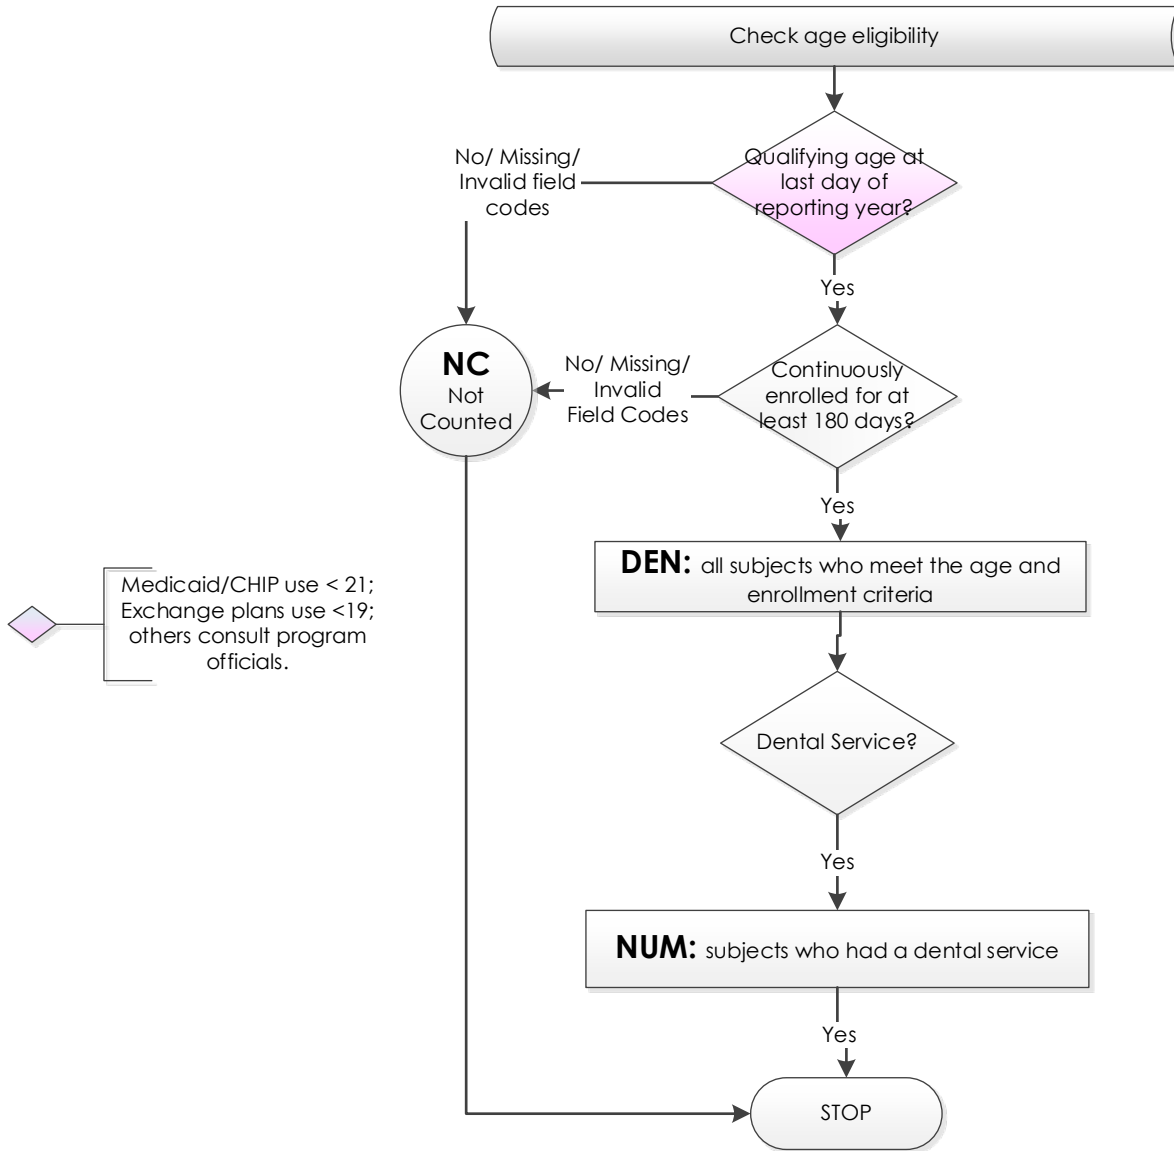 Check age eligibility
Qualifying age at
last day of
reporting year?
No/ Missing/
Invalid field
codes
Yes
NC
Not
Counted
No/ Missing/
Invalid
Field Codes
Continuously
enrolled for at
least 180 days?
Yes
DEN: all subjects who meet the age and
enrollment criteria
Medicaid/CHIP use < 21;
Exchange plans use <19;
others consult program
officials.
Dental Service?
Yes
NUM: subjects who had a dental service
Yes
STOP